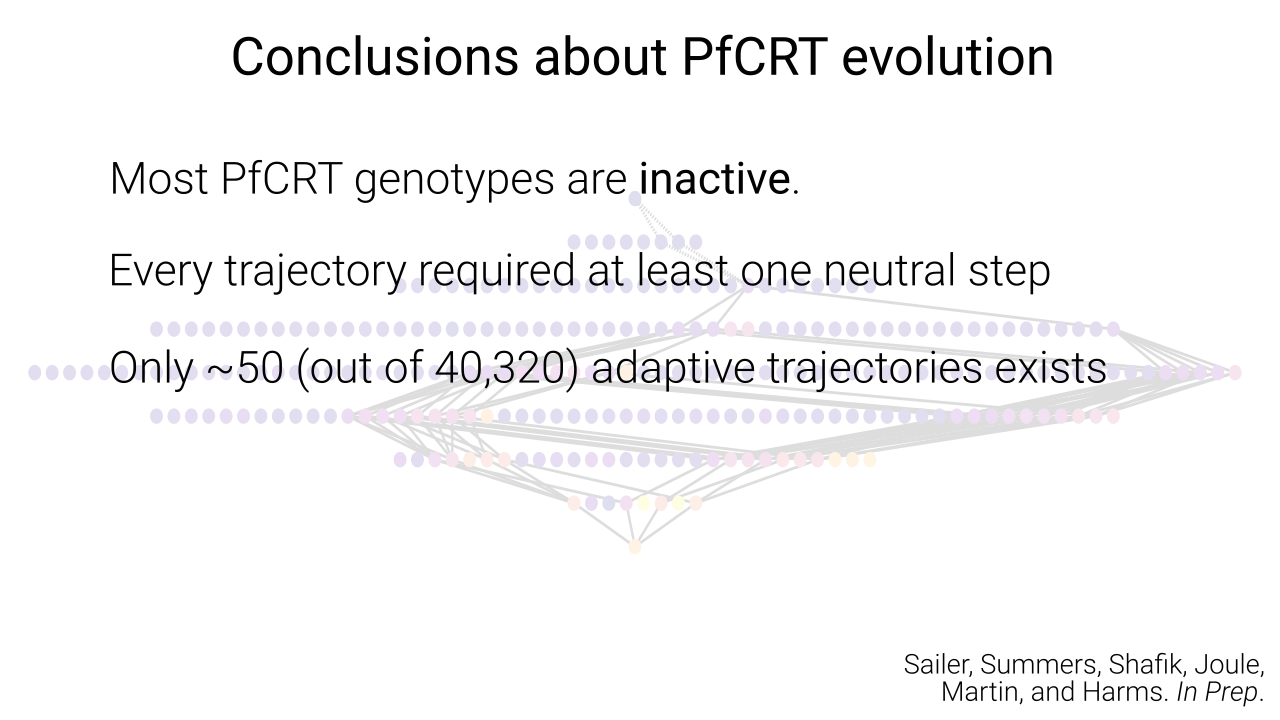 Conclusions about PfCRT evolution
Most PfCRT genotypes are inactive.
Every trajectory required at least one neutral step
Only ~50 (out of 40,320) adaptive trajectories exists
Sailer, Summers, Shafik, Joule,
Martin, and Harms. In Prep.